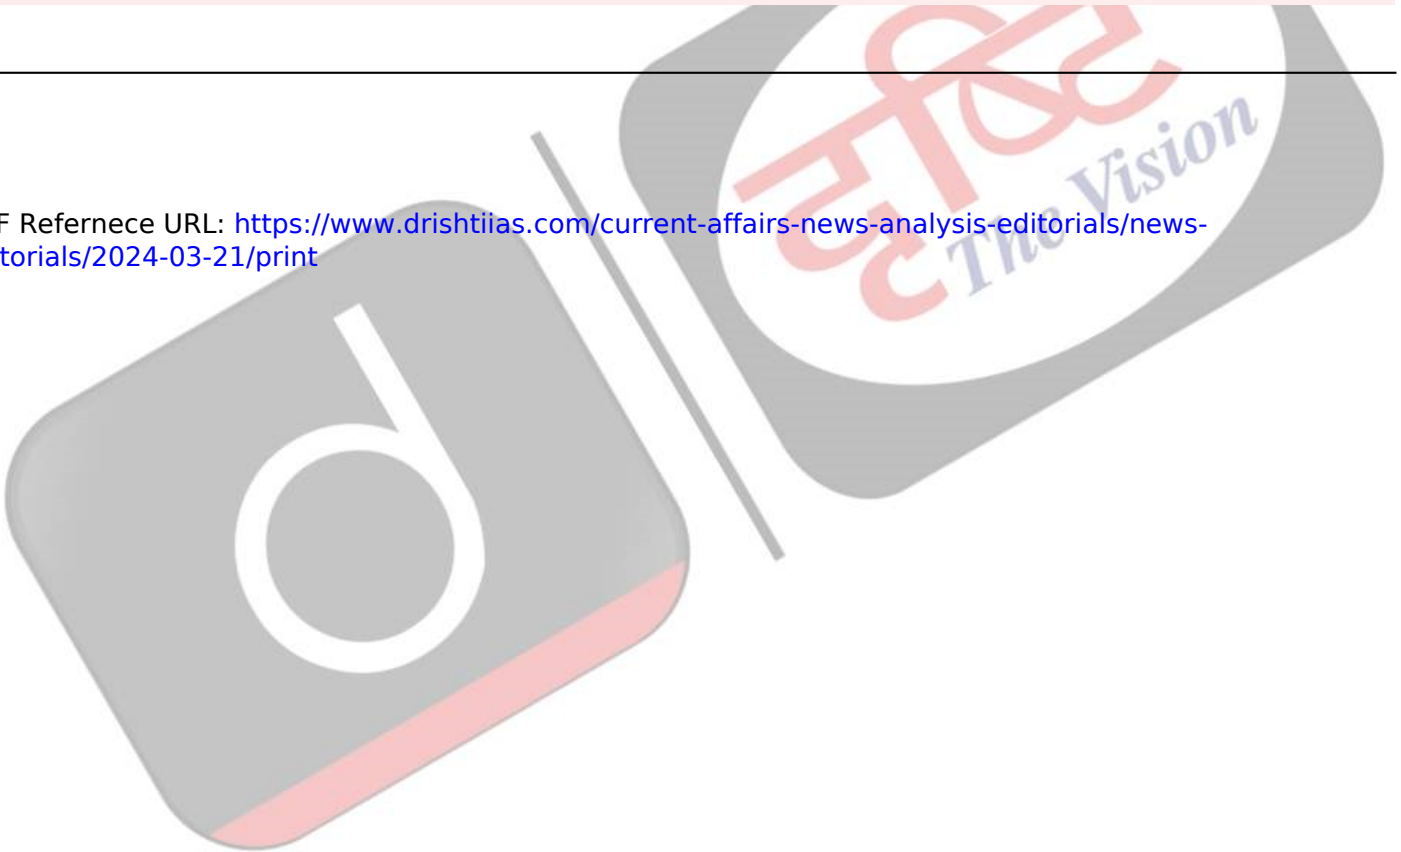 दृष्टि
The Vision
F Refernece URL: https://www.drishtiias.com/current-affairs-news-analysis-editorials/news-
torials/2024-03-21/print
d